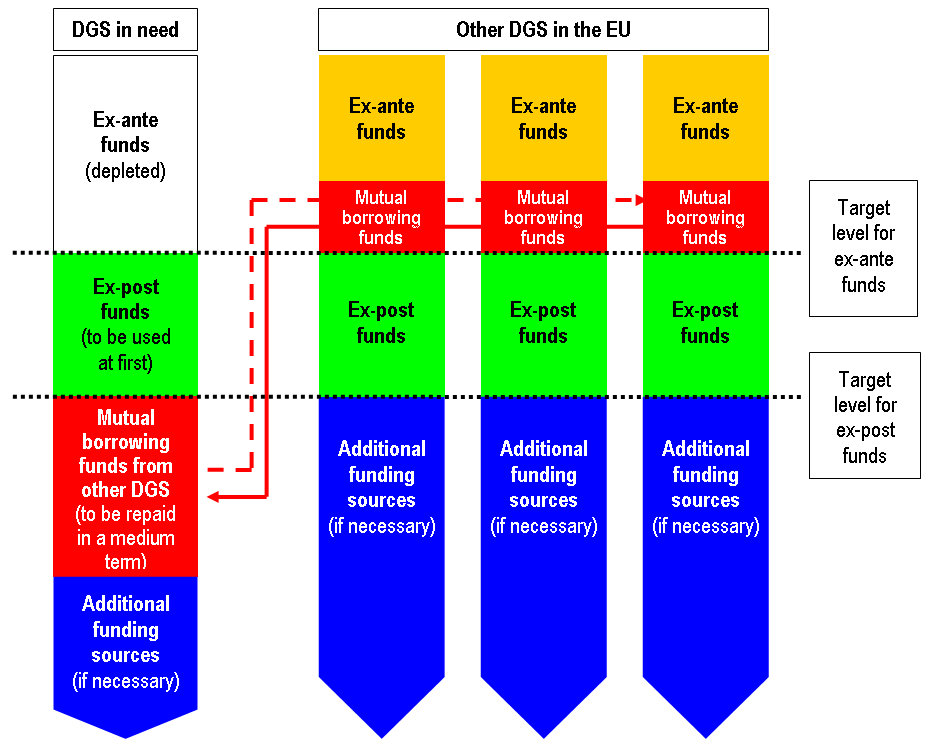 DGS in need
Other DGS in the EU
Ex-ante
funds
(depleted)
Ex-post
funds
(to be used
at first)
Mutual
borrowing
funds from
other DGS
(to be repaid
in a medium
term)
Additional
funding
sources
(if necessary)
Ex-ante
funds
Mutual
borrowing
funds
Ex-post
funds
Additional
funding
sources
(if necessary)
Ex-ante
funds
Mutual
borrowing
funds
Ex-post
funds
Additional
funding
sources
(if necessary)
Ex-ante
funds
Mutual
borrowing
funds
Ex-post
funds
Additional
funding
sources
(if necessary)
Target
level for
ex-ante
funds
Target
level for
ex-post
funds